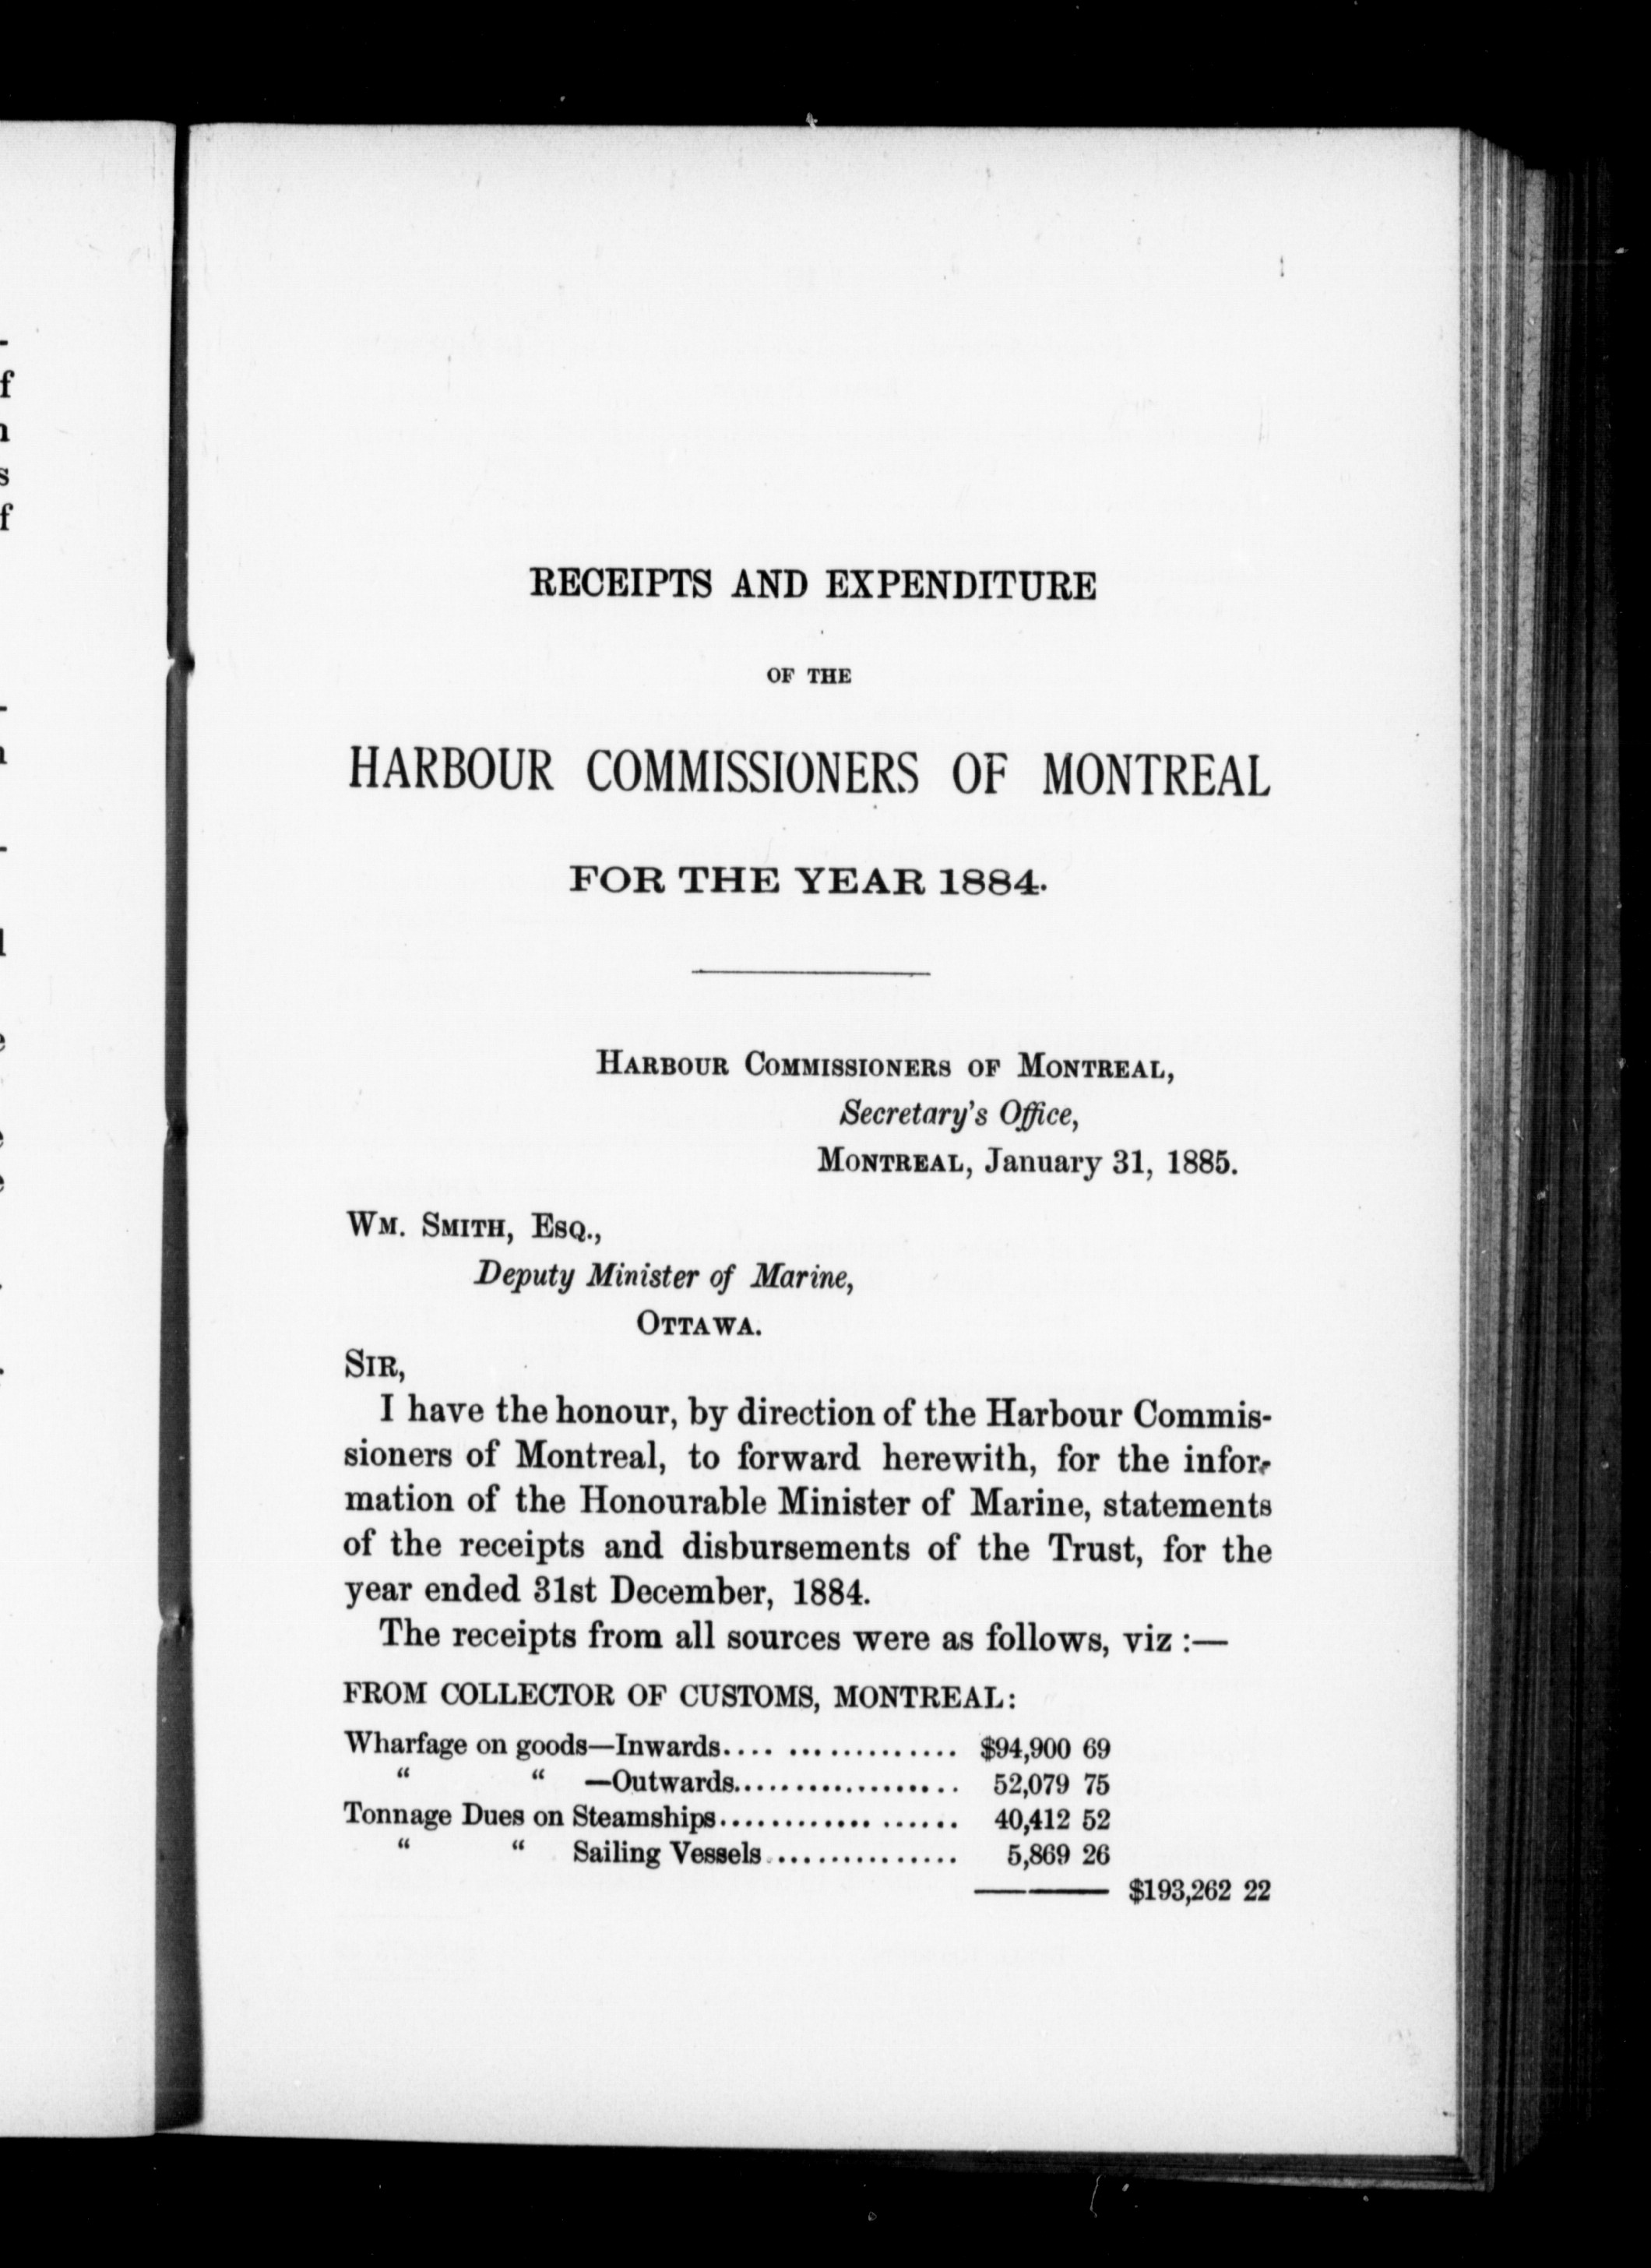 RECEIPTS AND EXPENDITURE
OF THE
HARBOUR COMMISSIONERS OF MONTREAL
FOR THE YEAR 1884.
HARBOUR COMMISSIONERS OF MONTREAL,
Secretary's Office,
MONTREAL, January 31, 1885.
WM. SMITH, ESQ.,
Deputy Minister of Marine,
OTTAWA.
SIR,
I have the honour, by direction of the Harbour Commis-
sioners of Montreal, to forward herewith, for the infor-
mation of the Honourable Minister of Marine, statements
of the receipts and disbursements of the Trust, for the
year ended 31st December, 1884.
The receipts from all sources were as follows, viz :—
FROM COLLECTOR OF CUSTOMS, MONTREAL:
Wharfage on goods—Inwards.... ............... $94,900 69
“ “ —Outwards.................. 52,079 75
Tonnage Dues on Steamships............ ...... 40,412 52
“ “ Sailing Vessels............... 5,869 26
$193,262 22